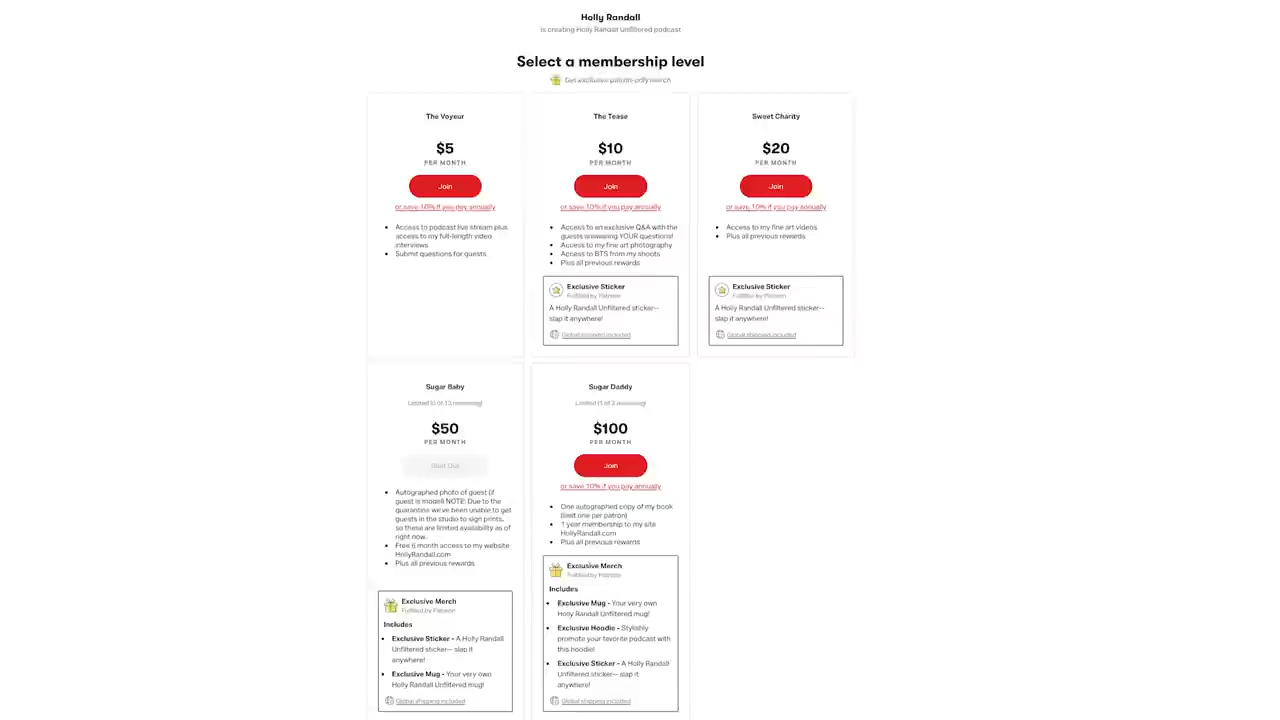 Holly Randall
is creating Holly Randall Unfiltered podcast
Select a membership level
Get exclusive patron-only merch
The Voyeur
$5
PER MONTH
Join
or save 10% if you pay annually
• Access to podcast live stream plus
access to my full-length video
interviews
• Submit questions for guests
The Tease
$10
PER MONTH
Join
or save 10% if you pay annually
• Access to an exclusive Q&A with the
guests answering YOUR questions!
• Access to my fine art photography
• Access to BTS from my shoots
• Plus all previous rewards
Exclusive Sticker
Fulfilled by Patreon
A Holly Randall Unfiltered sticker—
slap it anywhere!
Global shipping included
Sweet Charity
$20
PER MONTH
Join
or save 10% if you pay annually
• Access to my fine art videos
• Plus all previous rewards
Exclusive Sticker
Fulfilled by Patreon
A Holly Randall Unfiltered sticker—
slap it anywhere!
Global shipping included
Sugar Baby
Limited (0 of 13 remaining)
$50
PER MONTH
Sold Out
• Autographed photo of guest (if
guest is model) NOTE: Due to the
quarantine we've been unable to get
guests in the studio to sign prints,
so these are limited availability as of
right now.
• Free 6 month access to my website
HollyRandall.com
• Plus all previous rewards
Exclusive Merch
Fulfilled by Patreon
Includes
• Exclusive Sticker - A Holly Randall
Unfiltered sticker— slap it
anywhere!
• Exclusive Mug - Your very own
Holly Randall Unfiltered mug!
Global shipping included
Sugar Daddy
Limited (1 of 3 remaining)
$100
PER MONTH
Join
or save 10% if you pay annually
• One autographed copy of my book
(limit one per patron)
• 1 year membership to my site
HollyRandall.com
• Plus all previous rewards
Exclusive Merch
Fulfilled by Patreon
Includes
• Exclusive Mug - Your very own
Holly Randall Unfiltered mug!
• Exclusive Hoodie - Stylishly
promote your favorite podcast with
this hoodie!
• Exclusive Sticker - A Holly Randall
Unfiltered sticker— slap it
anywhere!
Global shipping included